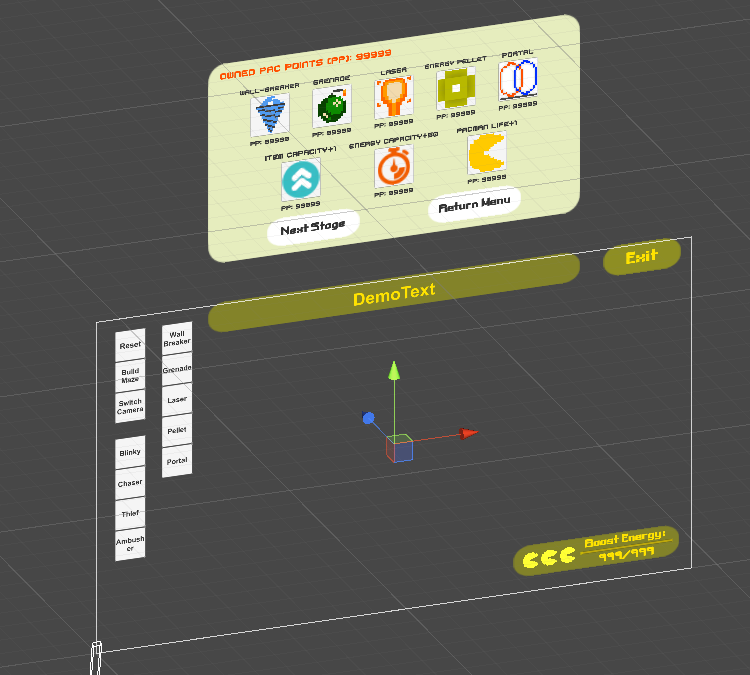 OWNED PAC POINTS (PP): 99999
WALL-BREAKER
GRENADE
LASER
ENERGY PELLET
PORTAL
PP: 99999
PP: 99999
PP: 99999
PP: 99999
PP: 99999
ITEM CAPACITY+1
ENERGY CAPACITY+50
PACMAN LIFE+1
PP: 99999
PP: 99999
PP: 99999
Next Stage
Return Menu
Exit
DemoText
Reset
Build
Maze
Switch
Camera
Blinky
Chaser
Thief
Ambush
er
Wall
Breaker
Grenade
Laser
Pellet
Portal
Boost Energy:
999/999